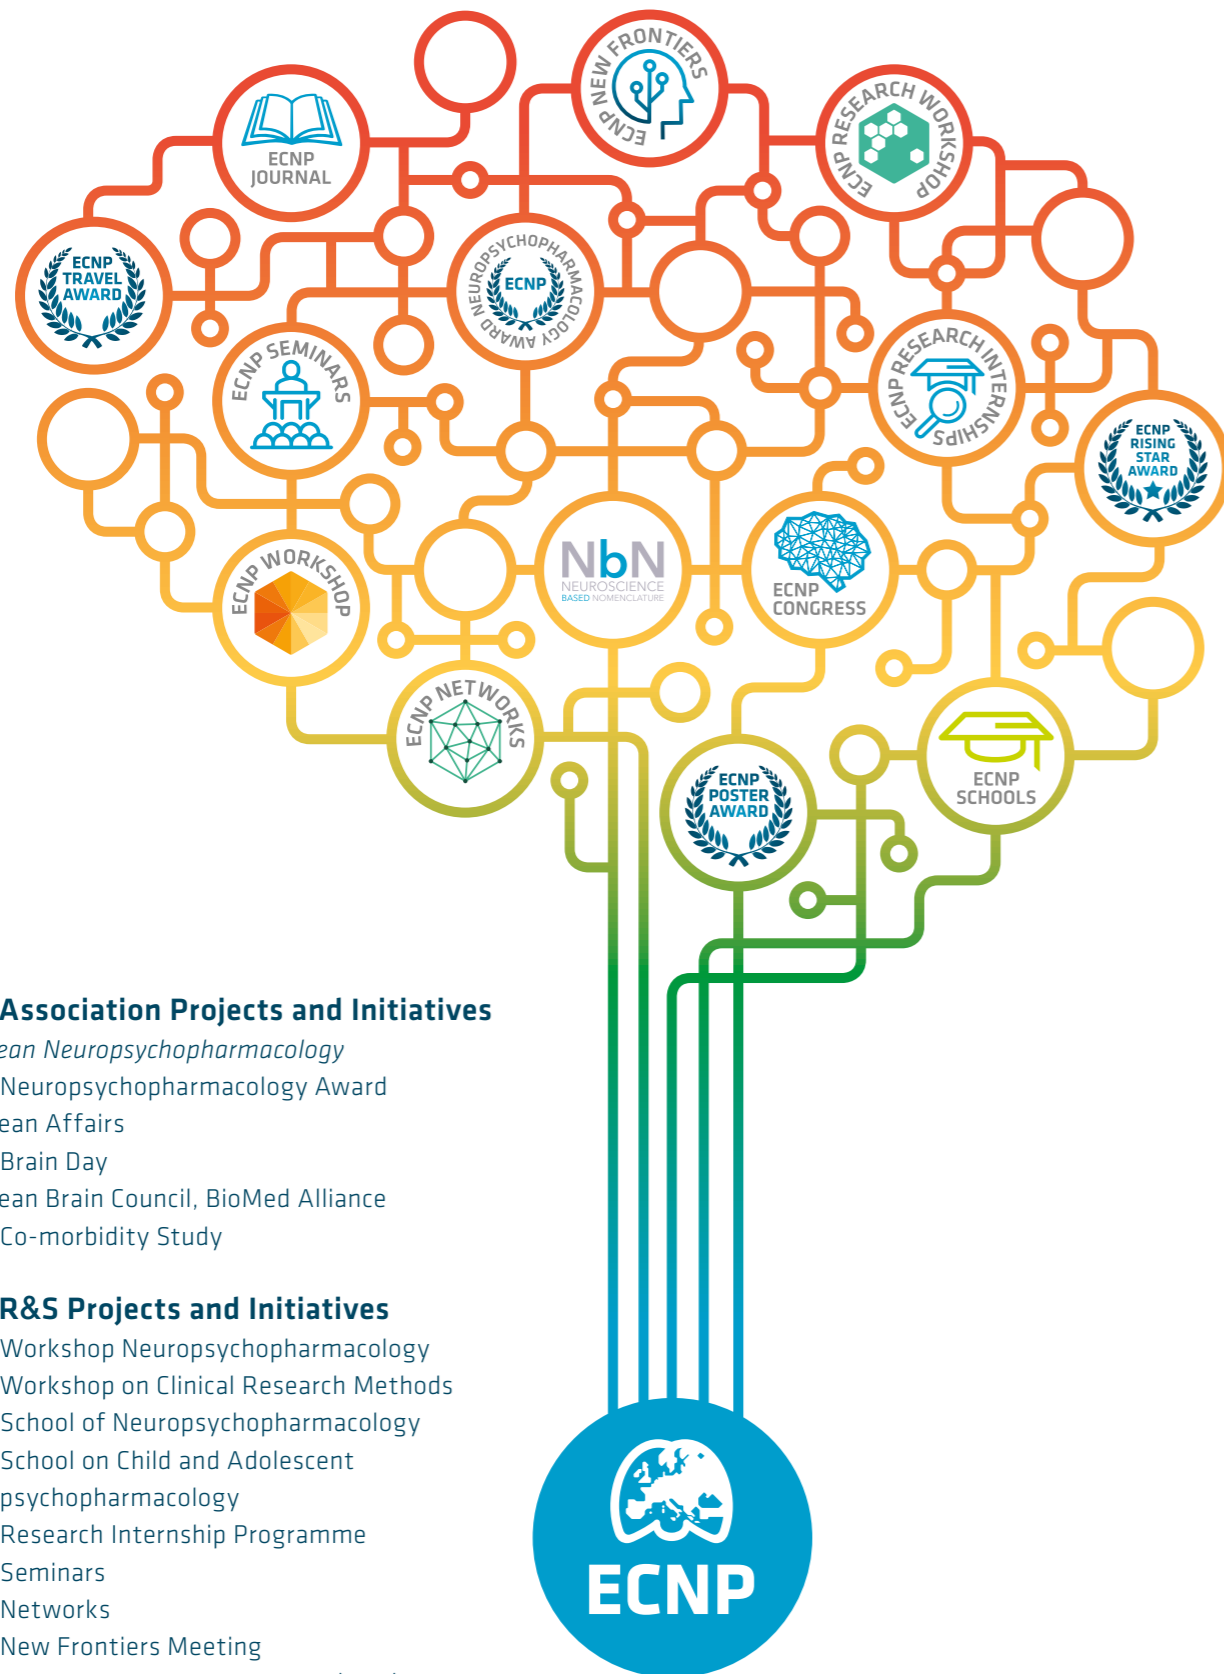 ECNP NEW FRONTIERS
ECNP RESEARCH WORKSHOP
ECNP
JOURNAL
ECNP
TRAVEL
AWARD
NEUROPSYCHOPHARMACOLOGY AWARD
ECNP
ECNP SEMINARS
ECNP RESEARCH INTERNSHIPS
ECNP
RISING
STAR
AWARD
ECNP WORKSHOP
NbN
NEUROSCIENCE
BASED NOMENCLATURE
ECNP
CONGRESS
ECNP NETWORKS
ECNP
POSTER
AWARD
ECNP
SCHOOLS
Association Projects and Initiatives
ean Neuropsychopharmacology
Neuropsychopharmacology Award
ean Affairs
Brain Day
ean Brain Council, BioMed Alliance
Co-morbidity Study
R&S Projects and Initiatives
Workshop Neuropsychopharmacology
Workshop on Clinical Research Methods
School of Neuropsychopharmacology
School on Child and Adolescent
psychopharmacology
Research Internship Programme
Seminars
Networks
New Frontiers Meeting
ECNP